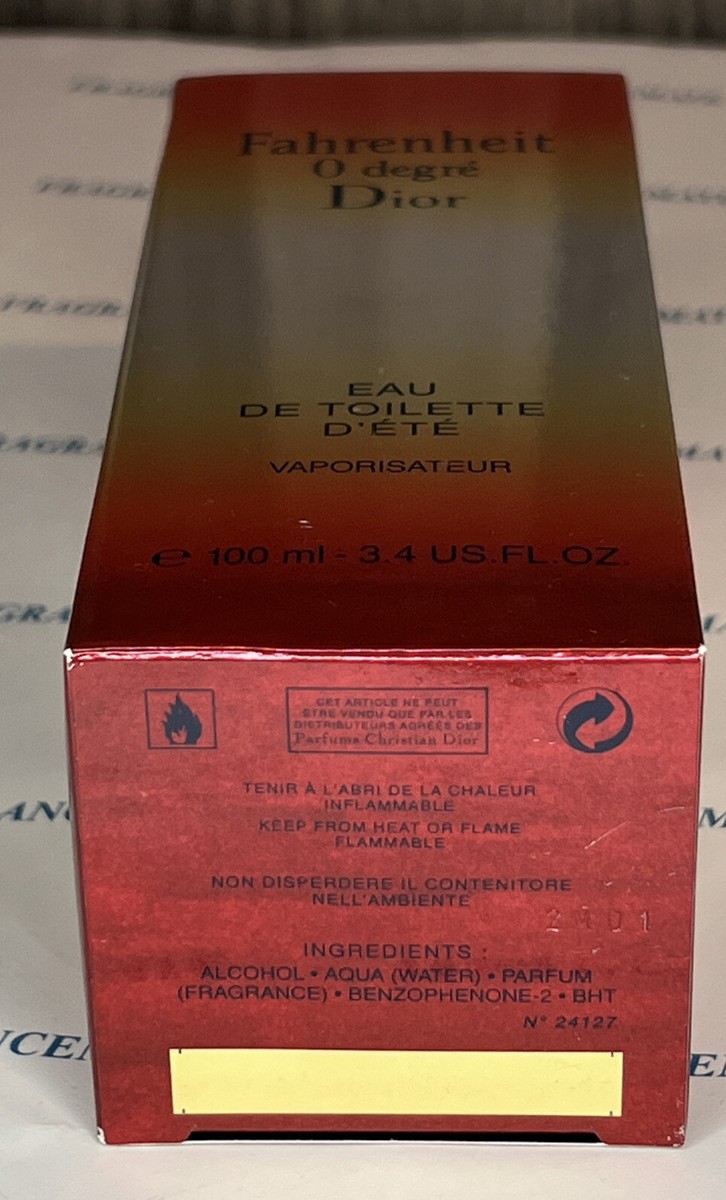 Fahrenheit
0 degré
Dior
EAU
DE TOILETTE
D'ÉTÉ
VAPORISATEUR
e 100 ml - 3.4 US.FL.OZ.
CET ARTICLE NE PEUT
ÊTRE VENDU QUE PAR LES
DISTRIBUTEURS AGRÉÉS DES
Parfums Christian Dior
TENIR À L'ABRI DE LA CHALEUR
INFLAMMABLE
KEEP FROM HEAT OR FLAME
FLAMMABLE
NON DISPERDERE IL CONTENITORE
NELL'AMBIENTE
INGREDIENTS :
ALCOHOL • AQUA (WATER) • PARFUM
(FRAGRANCE) • BENZOPHENONE-2 • BHT
N° 24127